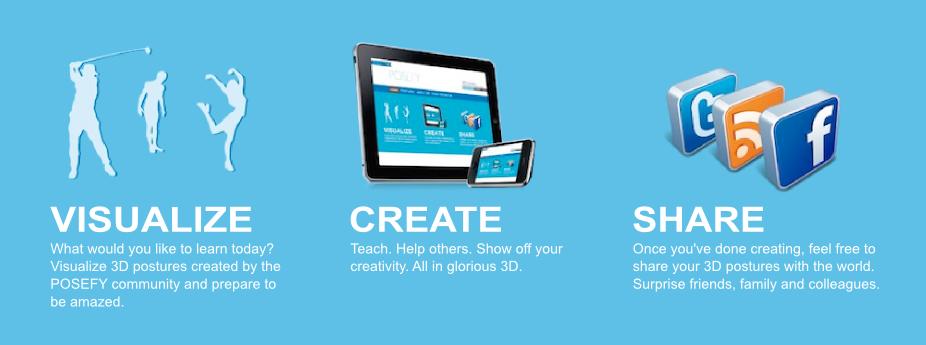 VISUALIZE
What would you like to learn today?
Visualize 3D postures created by the
POSEFY community and prepare to
be amazed.
POSEFY
VISUALIZE
CREATE
SHARE
CREATE
Teach. Help others. Show off your
creativity. All in glorious 3D.
f
SHARE
Once you've done creating, feel free to
share your 3D postures with the world.
Surprise friends, family and colleagues.